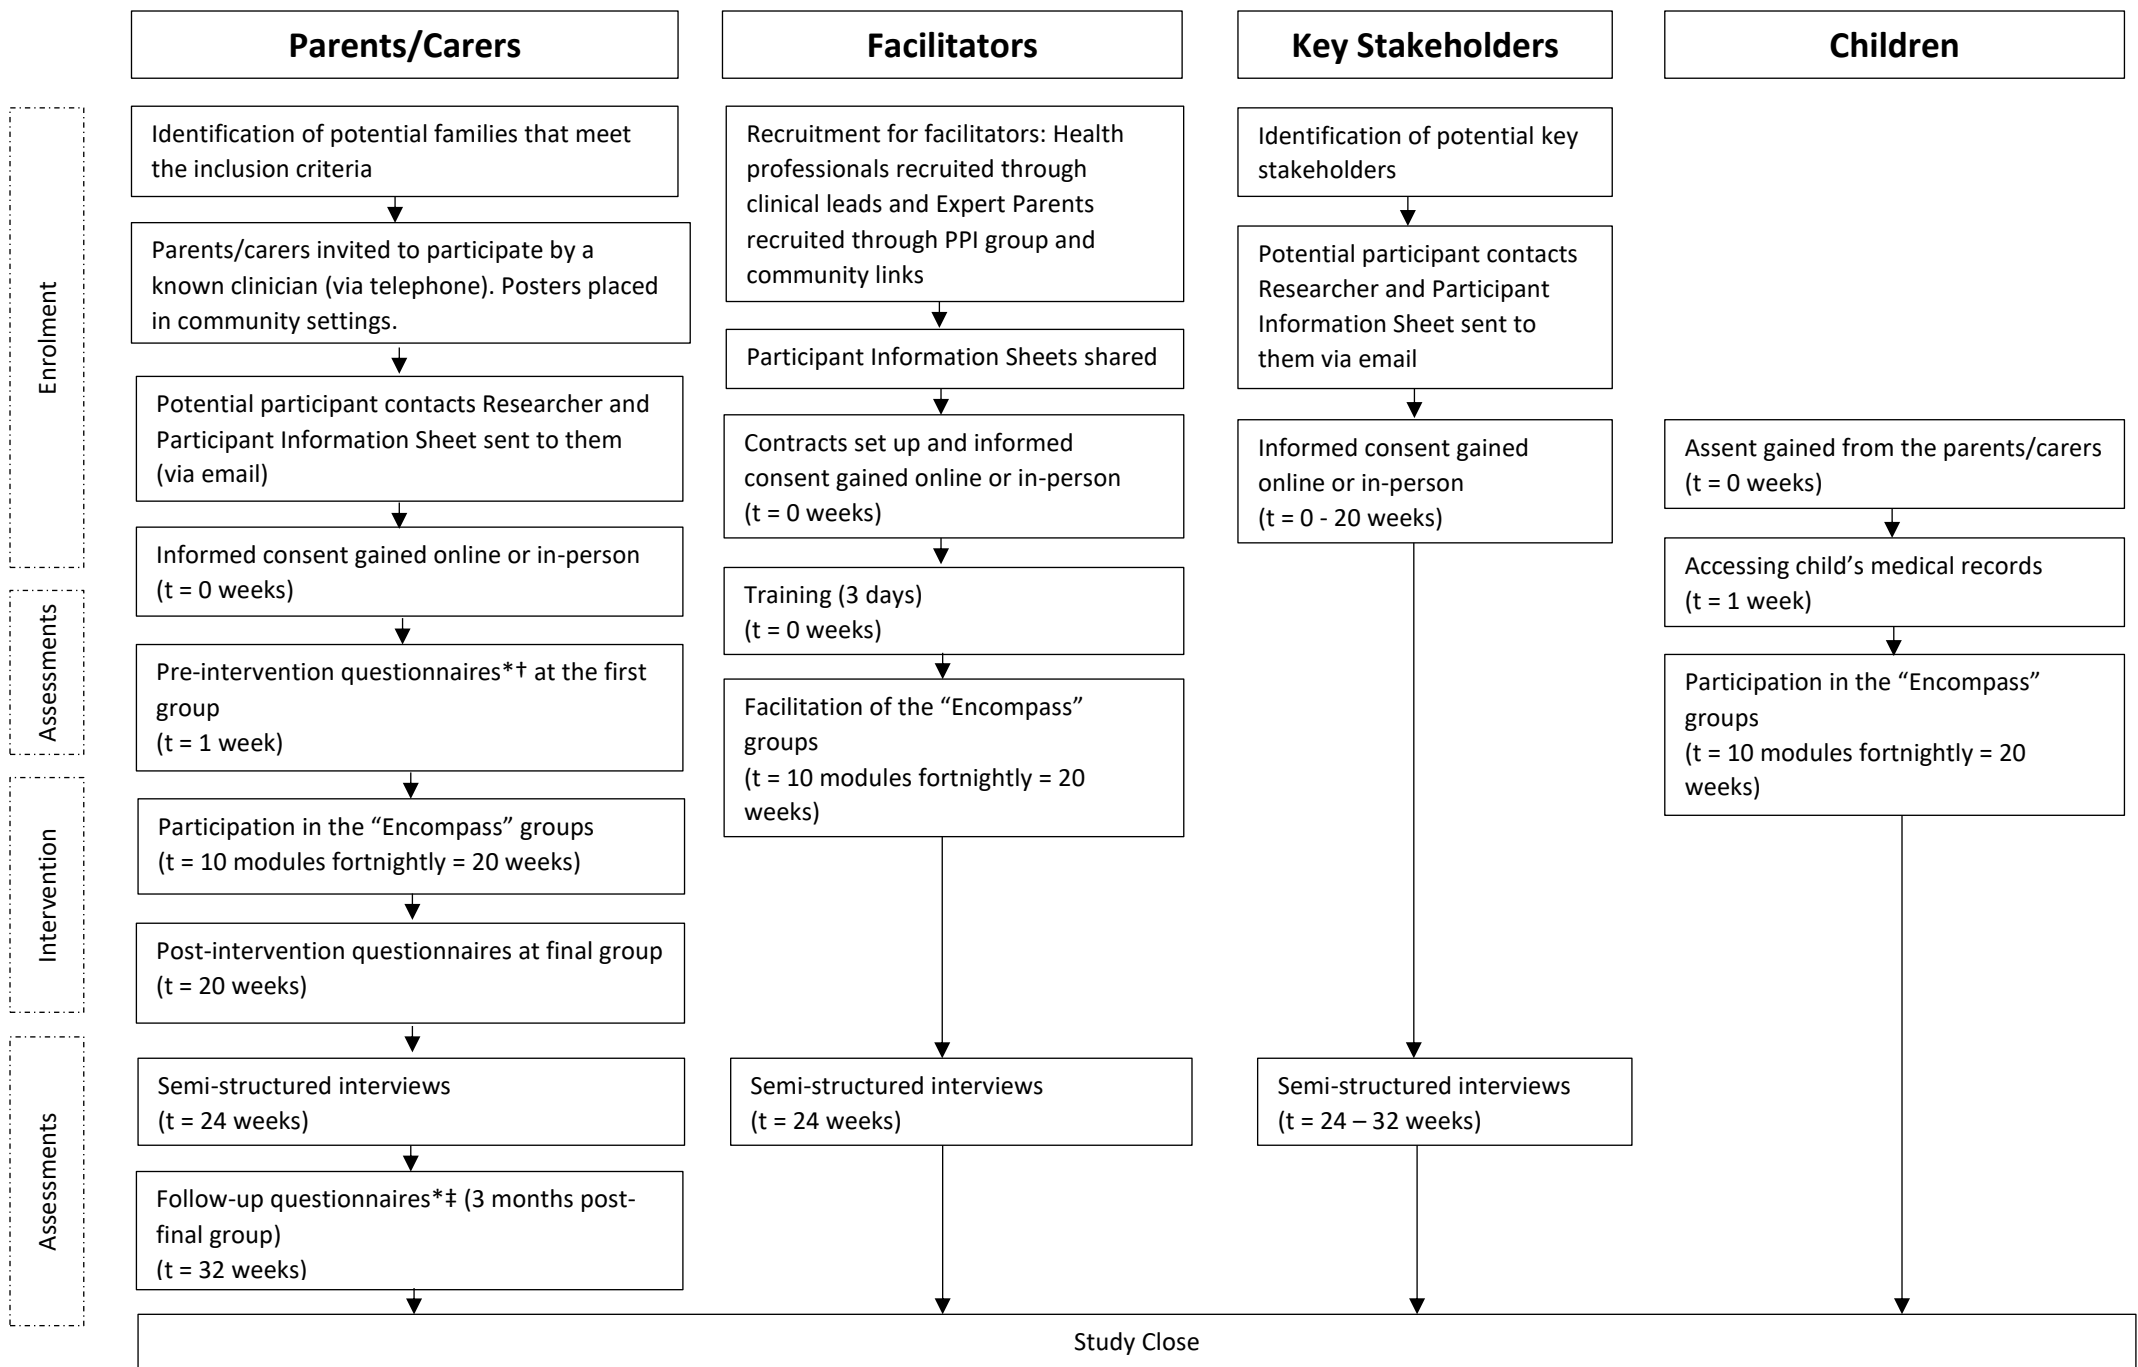 Parents/Carers
Facilitators
Key Stakeholders
Children
Enrolment
Assessments
Intervention
Assessments
Identification of potential families that meet
the inclusion criteria
Parents/carers invited to participate by a
known clinician (via telephone). Posters placed
in community settings.
Potential participant contacts Researcher and
Participant Information Sheet sent to them
(via email)
Informed consent gained online or in-person
(t = 0 weeks)
Pre-intervention questionnaires*† at the first
group
(t = 1 week)
Participation in the “Encompass” groups
(t = 10 modules fortnightly = 20 weeks)
Post-intervention questionnaires at final group
(t = 20 weeks)
Semi-structured interviews
(t = 24 weeks)
Follow-up questionnaires*‡ (3 months post-
final group)
(t = 32 weeks)
Recruitment for facilitators: Health
professionals recruited through
clinical leads and Expert Parents
recruited through PPI group and
community links
Participant Information Sheets shared
Contracts set up and informed
consent gained online or in-person
(t = 0 weeks)
Training (3 days)
(t = 0 weeks)
Facilitation of the “Encompass”
groups
(t = 10 modules fortnightly = 20
weeks)
Semi-structured interviews
(t = 24 weeks)
Identification of potential key
stakeholders
Potential participant contacts
Researcher and Participant
Information Sheet sent to
them via email
Informed consent gained
online or in-person
(t = 0 - 20 weeks)
Semi-structured interviews
(t = 24 – 32 weeks)
Assent gained from the parents/carers
(t = 0 weeks)
Accessing child’s medical records
(t = 1 week)
Participation in the “Encompass”
groups
(t = 10 modules fortnightly = 20
weeks)
Study Close